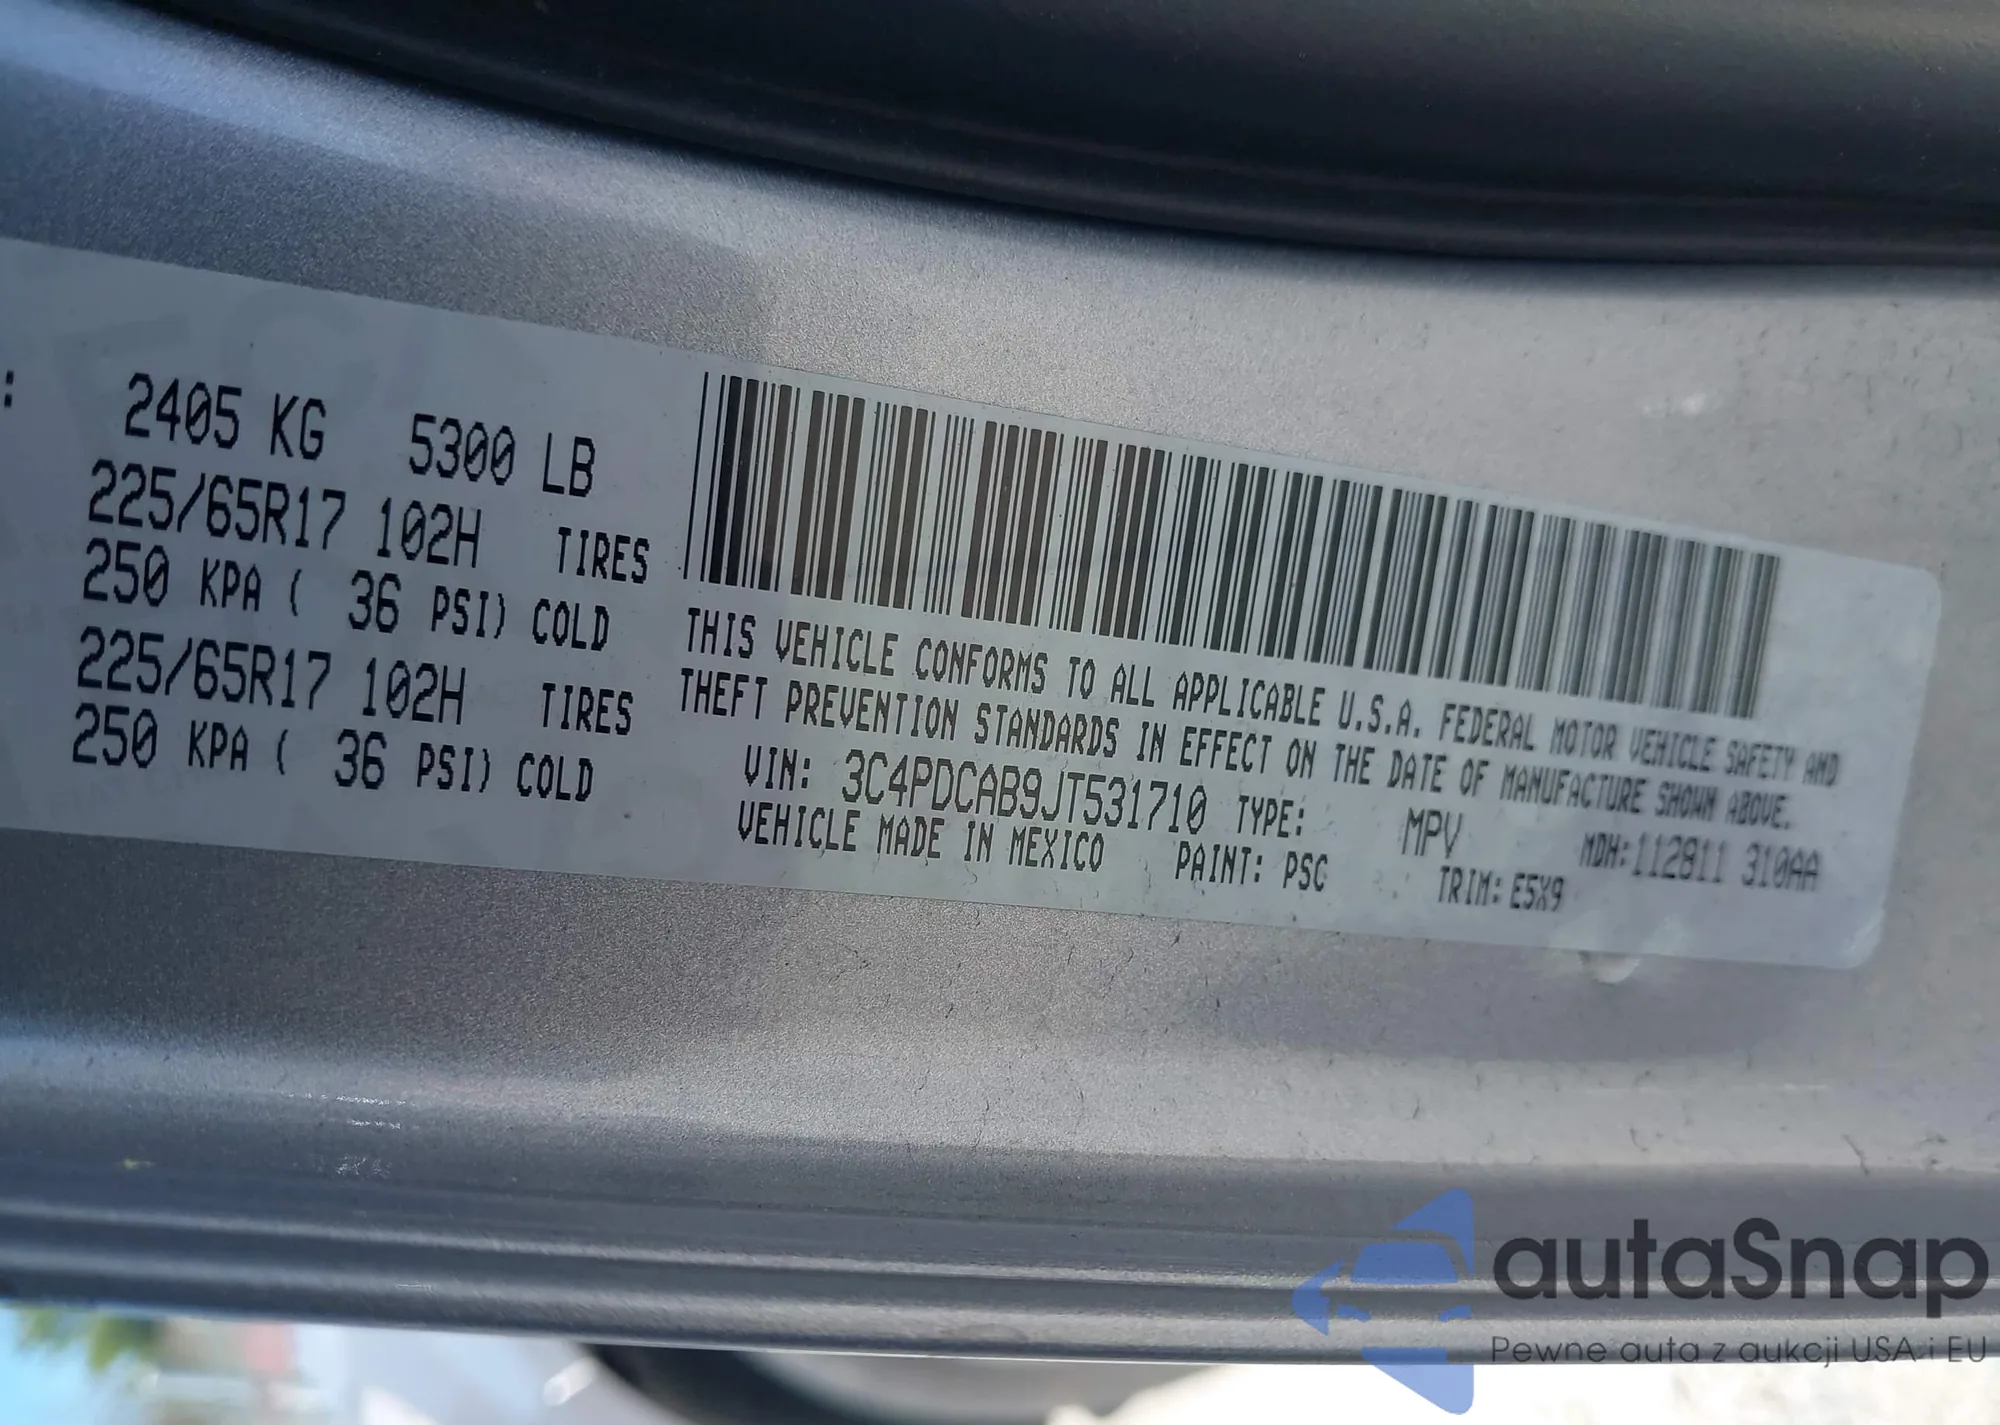 : 2405 KG 5300 LB
225/65R17 102H TIRES
250 KPA ( 36 PSI) COLD
225/65R17 102H TIRES
250 KPA ( 36 PSI) COLD
THIS VEHICLE CONFORMS TO ALL APPLICABLE U.S.A. FEDERAL MOTOR VEHICLE SAFETY AND
THEFT PREVENTION STANDARDS IN EFFECT ON THE DATE OF MANUFACTURE SHOWN ABOVE.
VIN: 3C4PDCAB9JT531710 TYPE: MPV MDH:112811 310AA
VEHICLE MADE IN MEXICO PAINT: PSC TRIM: E5X9
autaSnap
Pewne auta z aukcji USA i EU